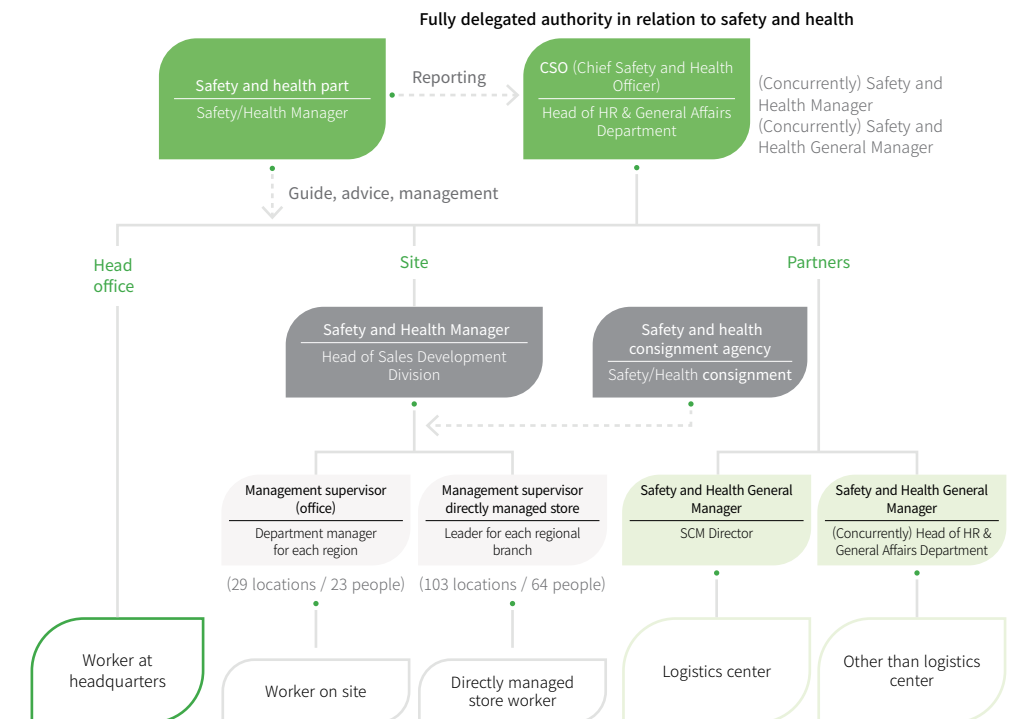 Fully delegated authority in relation to safety and health
Safety and health part
Safety/Health Manager
Reporting
CSO (Chief Safety and Health
Officer)
Head of HR & General Affairs
Department
(Concurrently) Safety and
Health Manager
(Concurrently) Safety and
Health General Manager
Guide, advice, management
Head
office
Site
Partners
Safety and Health Manager
Head of Sales Development
Division
Safety and health
consignment agency
Safety/Health consignment
Management supervisor
(office)
Department manager
for each region
(29 locations / 23 people)
Management supervisor
directly managed store
Leader for each regional
branch
(103 locations / 64 people)
Safety and Health General
Manager
SCM Director
Safety and Health General
Manager
(Concurrently) Head of HR &
General Affairs Department
Worker at
headquarters
Worker on site
Directly managed
store worker
Logistics center
Other than logistics
center